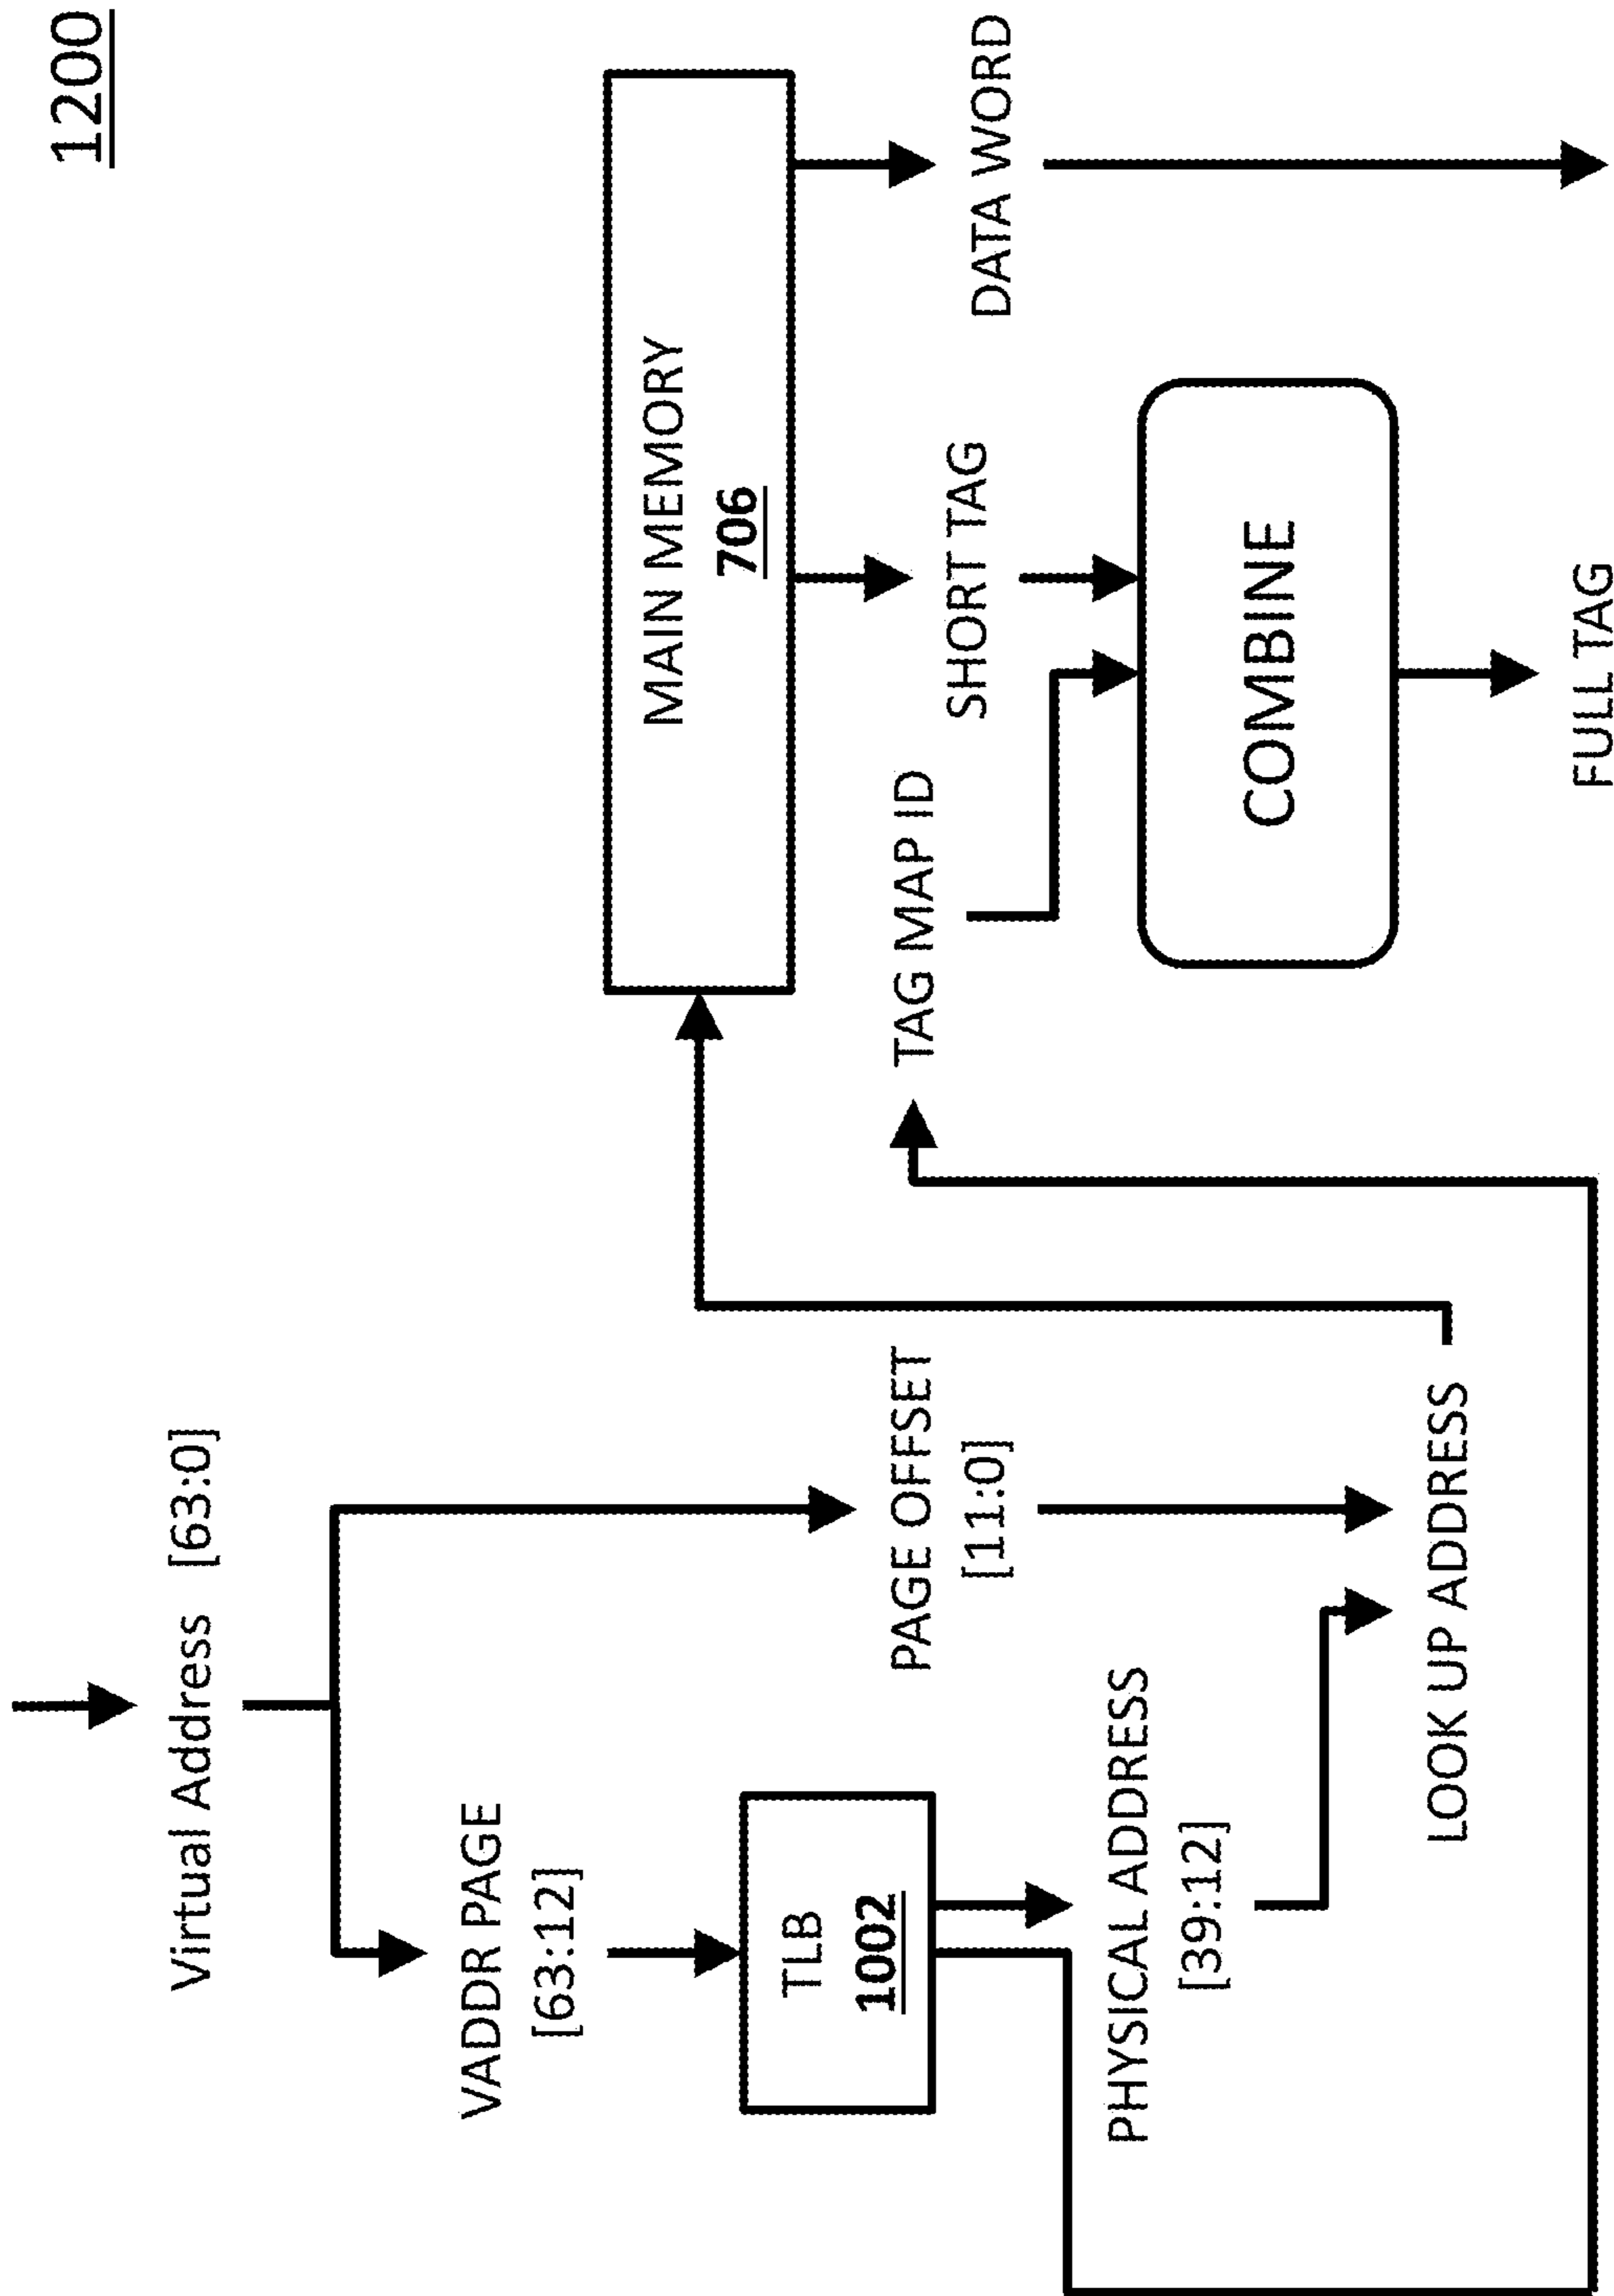 1200
Virtual Address [63:0]
VADDR PAGE
[63:12]
TLB
1002
PHYSICAL ADDRESS
[39:12]
PAGE OFFSET
[11:0]
LOOK UP ADDRESS
MAIN MEMORY
706
TAG MAP ID
SHORT TAG
DATA WORD
COMBINE
FULL TAG